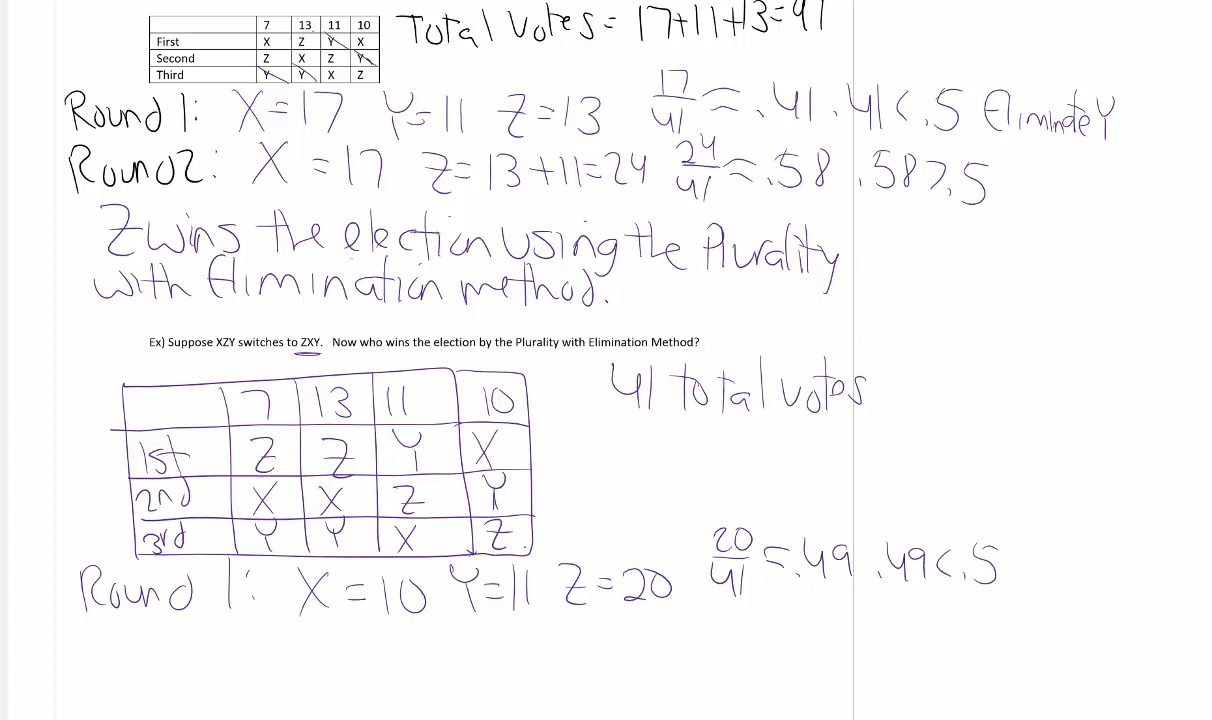 Total Votes = 17+11+13=41
7 13 11 10
First X Z Y X
Second Z X Z Y
Third Y Y X Z
Round 1: X=17 Y=11 Z=13 17/41 ≈ .41 .41<.5 Eliminate Y
Round 2: X=17 Z=13+11=24 24/41 ≈ .58 .58>.5
Z wins the election using the Plurality
with Elimination method.
Ex) Suppose XZY switches to ZXY. Now who wins the election by the Plurality with Elimination Method?
41 total votes
7 13 11 10
1st Z Z Y X
2nd X X Z Y
3rd Y Y X Z
Round 1: X=10 Y=11 Z=20 20/41 = .49 .49<.5